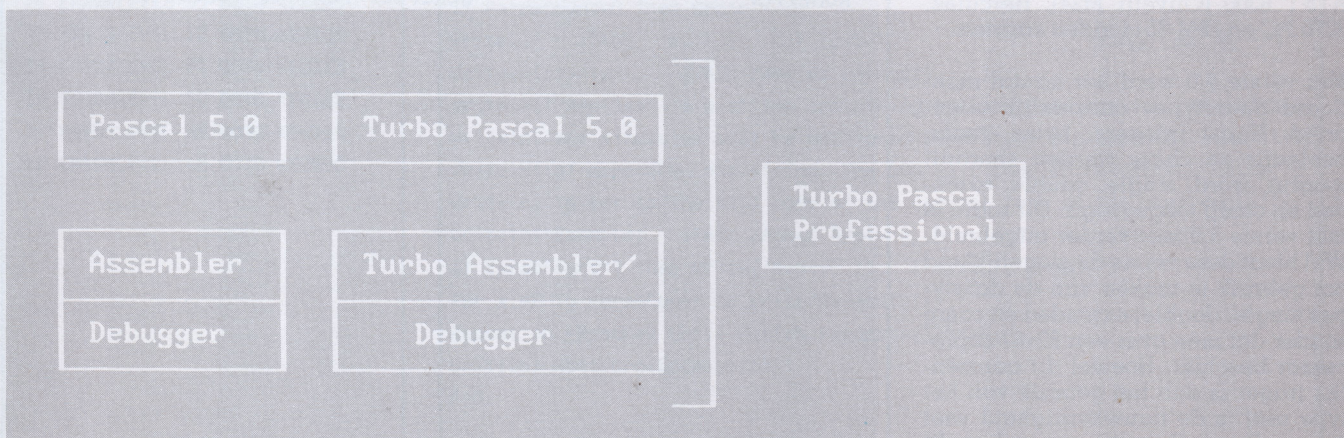 Pascal 5.0
Turbo Pascal 5.0
Assembler
Debugger
Turbo Assembler/
Debugger
Turbo Pascal
Professional